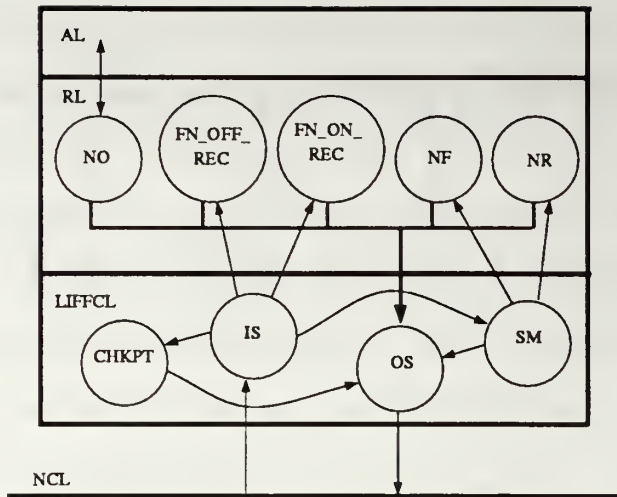 AL
RL
NO
FN_OFF_
REC
FN_ON_
REC
NF
NR
LIFFCL
CHKPT
IS
OS
SM
NCL